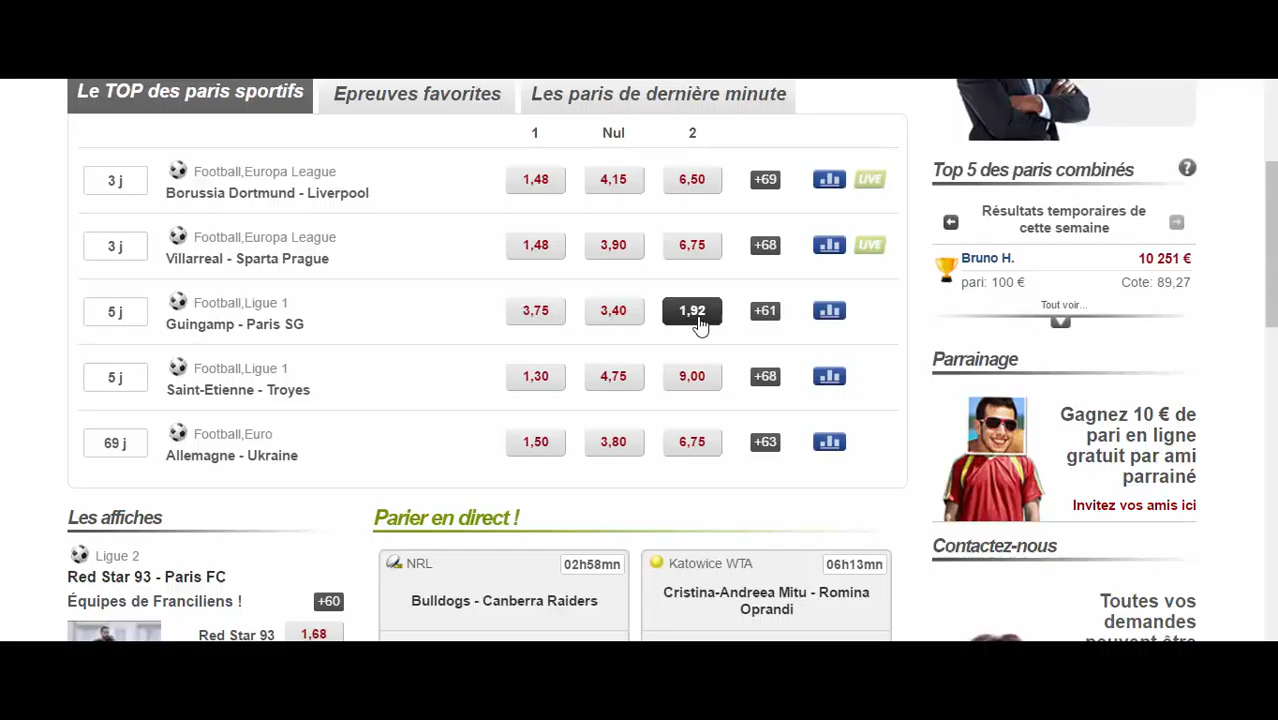 Le TOP des paris sportifs
Epreuves favorites
Les paris de dernière minute
1 Nul 2
3 j
Football,Europa League
Borussia Dortmund - Liverpool
1,48 4,15 6,50 +69 LIVE
3 j
Football,Europa League
Villarreal - Sparta Prague
1,48 3,90 6,75 +68 LIVE
5 j
Football,Ligue 1
Guingamp - Paris SG
3,75 3,40 1,92 +61
5 j
Football,Ligue 1
Saint-Etienne - Troyes
1,30 4,75 9,00 +68
69 j
Football,Euro
Allemagne - Ukraine
1,50 3,80 6,75 +63
Les affiches
Ligue 2
Red Star 93 - Paris FC
Équipes de Franciliens ! +60
Red Star 93 1,68
Parier en direct !
NRL 02h58mn
Bulldogs - Canberra Raiders
Katowice WTA 06h13mn
Cristina-Andreea Mitu - Romina
Oprandi
Top 5 des paris combinés ?
Résultats temporaires de
cette semaine
Bruno H. 10 251 €
pari: 100 € Cote: 89,27
Tout voir...
Parrainage
Gagnez 10 € de
pari en ligne
gratuit par ami
parrainé
Invitez vos amis ici
Contactez-nous
Toutes vos
demandes
peuvent être